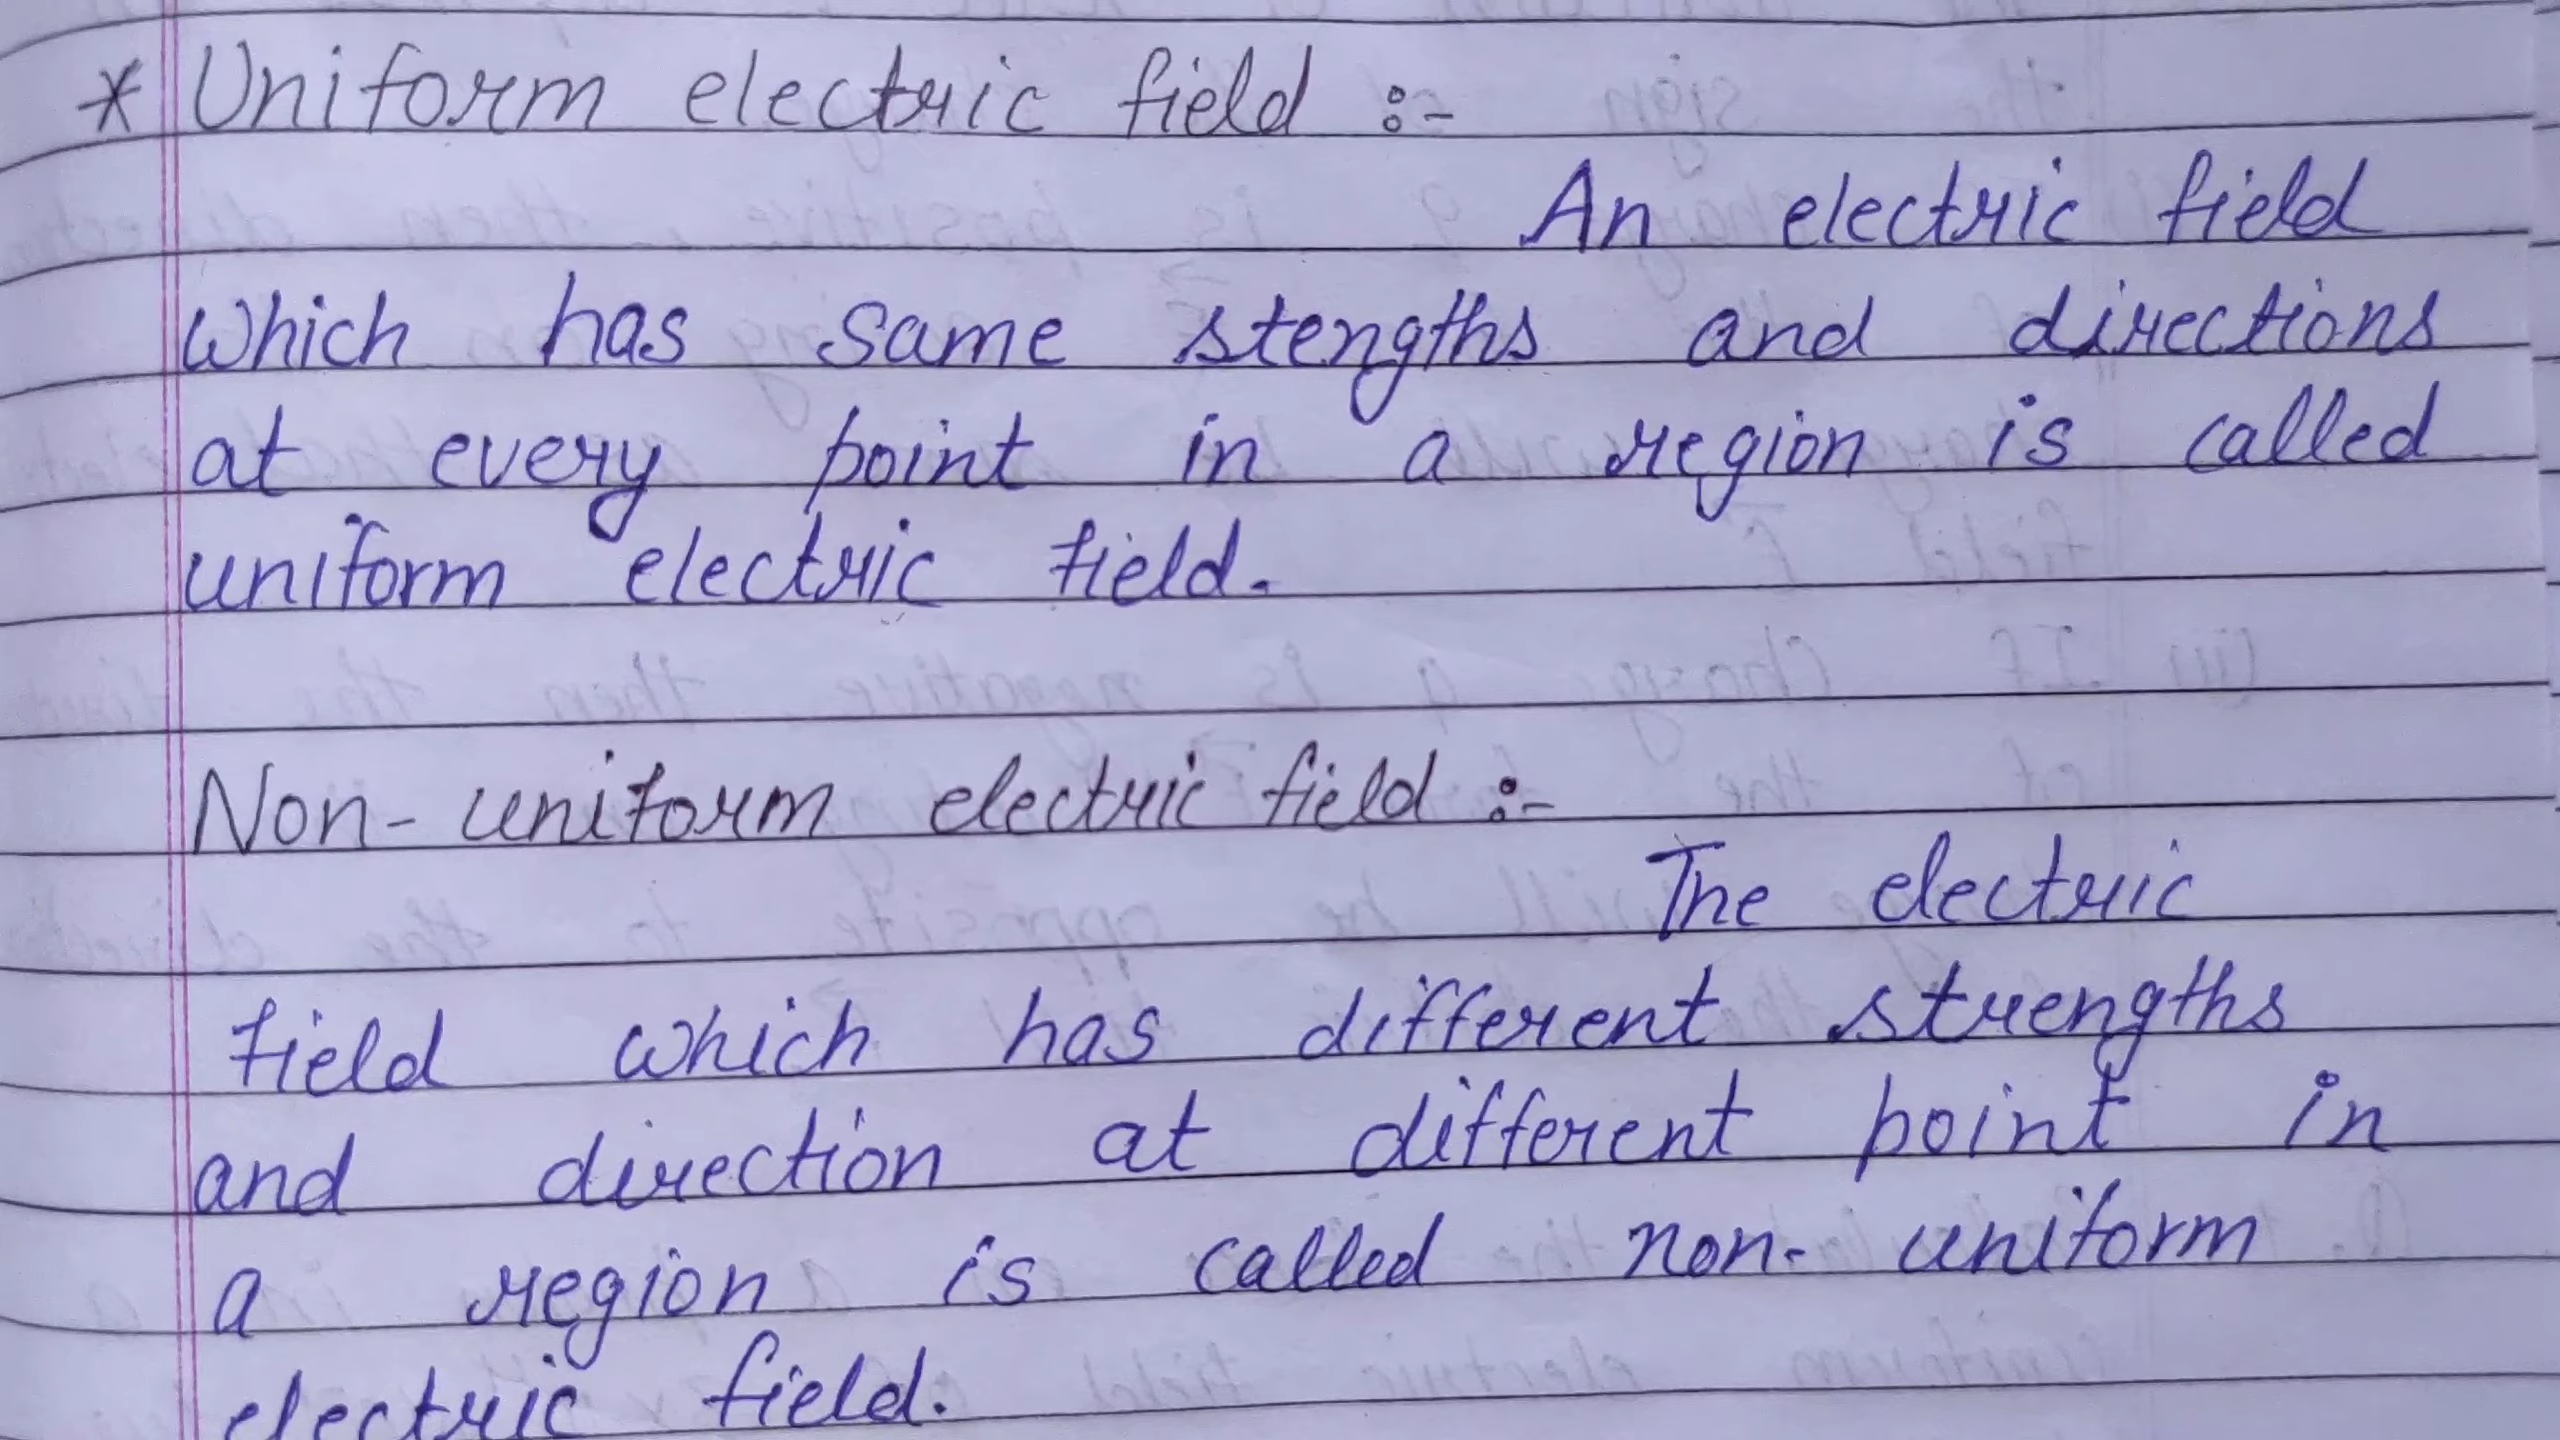 * Uniform electric field :-
An electric field
which has same stengths and directions
at every point in a region is called
uniform electric field.
Non-uniform electric field :-
The electric
field which has different strengths
and direction at different point in
a region is called non-uniform
electric field.